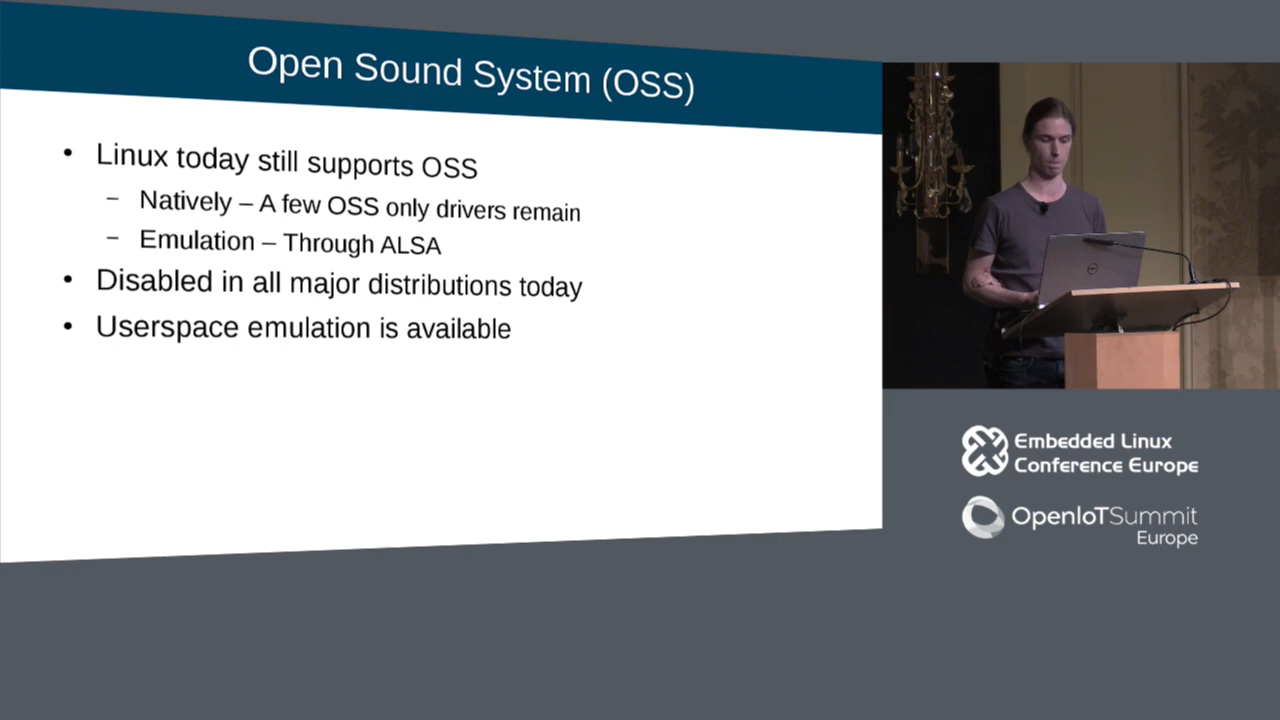 Open Sound System (OSS)
• Linux today still supports OSS
– Natively – A few OSS only drivers remain
– Emulation – Through ALSA
• Disabled in all major distributions today
• Userspace emulation is available
Embedded Linux
Conference Europe
OpenIoTSummit
Europe